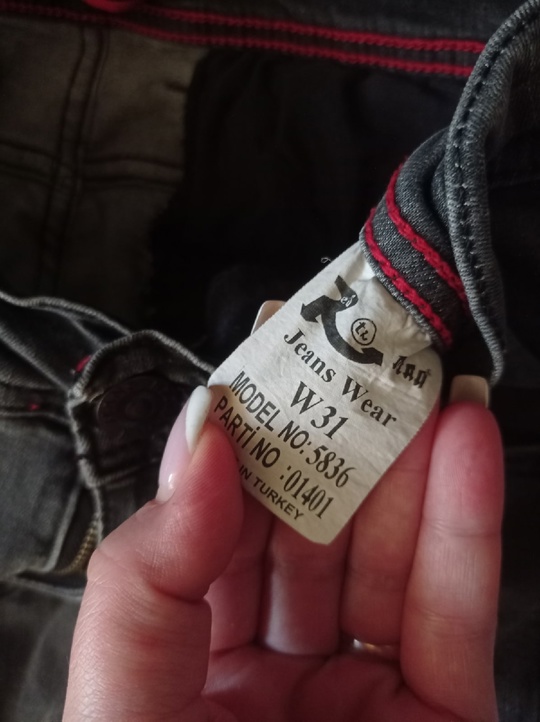 Jeans Wear
W31
MODEL NO: 5836
PARTİ NO :01401
IN TURKEY